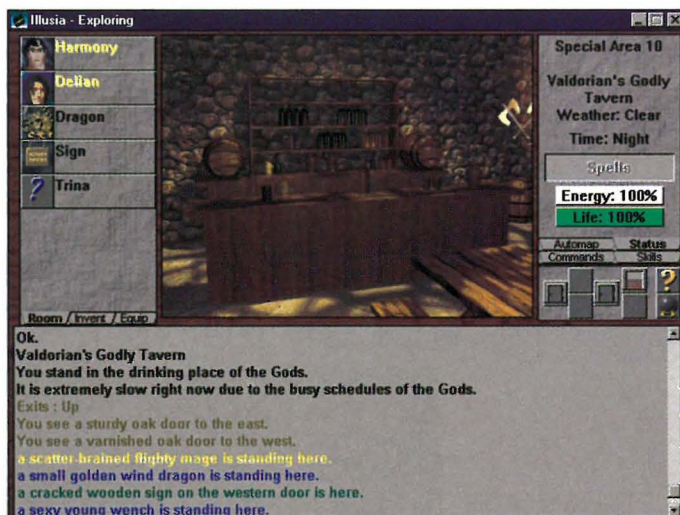 Illusia - Exploring
Harmony
Delian
Dragon
Sign
Trina
Room / Invent / Equip
Special Area 10
Valdorian's Godly
Tavern
Weather: Clear
Time: Night
Spells
Energy: 100%
Life: 100%
Automap Status
Commands Skills
Ok.
Valdorian's Godly Tavern
You stand in the drinking place of the Gods.
It is extremely slow right now due to the busy schedules of the Gods.
Exits : Up
You see a sturdy oak door to the east.
You see a varnished oak door to the west.
a scatter-brained flighty mage is standing here.
a small golden wind dragon is standing here.
a cracked wooden sign on the western door is here.
a sexy young wench is standing here.